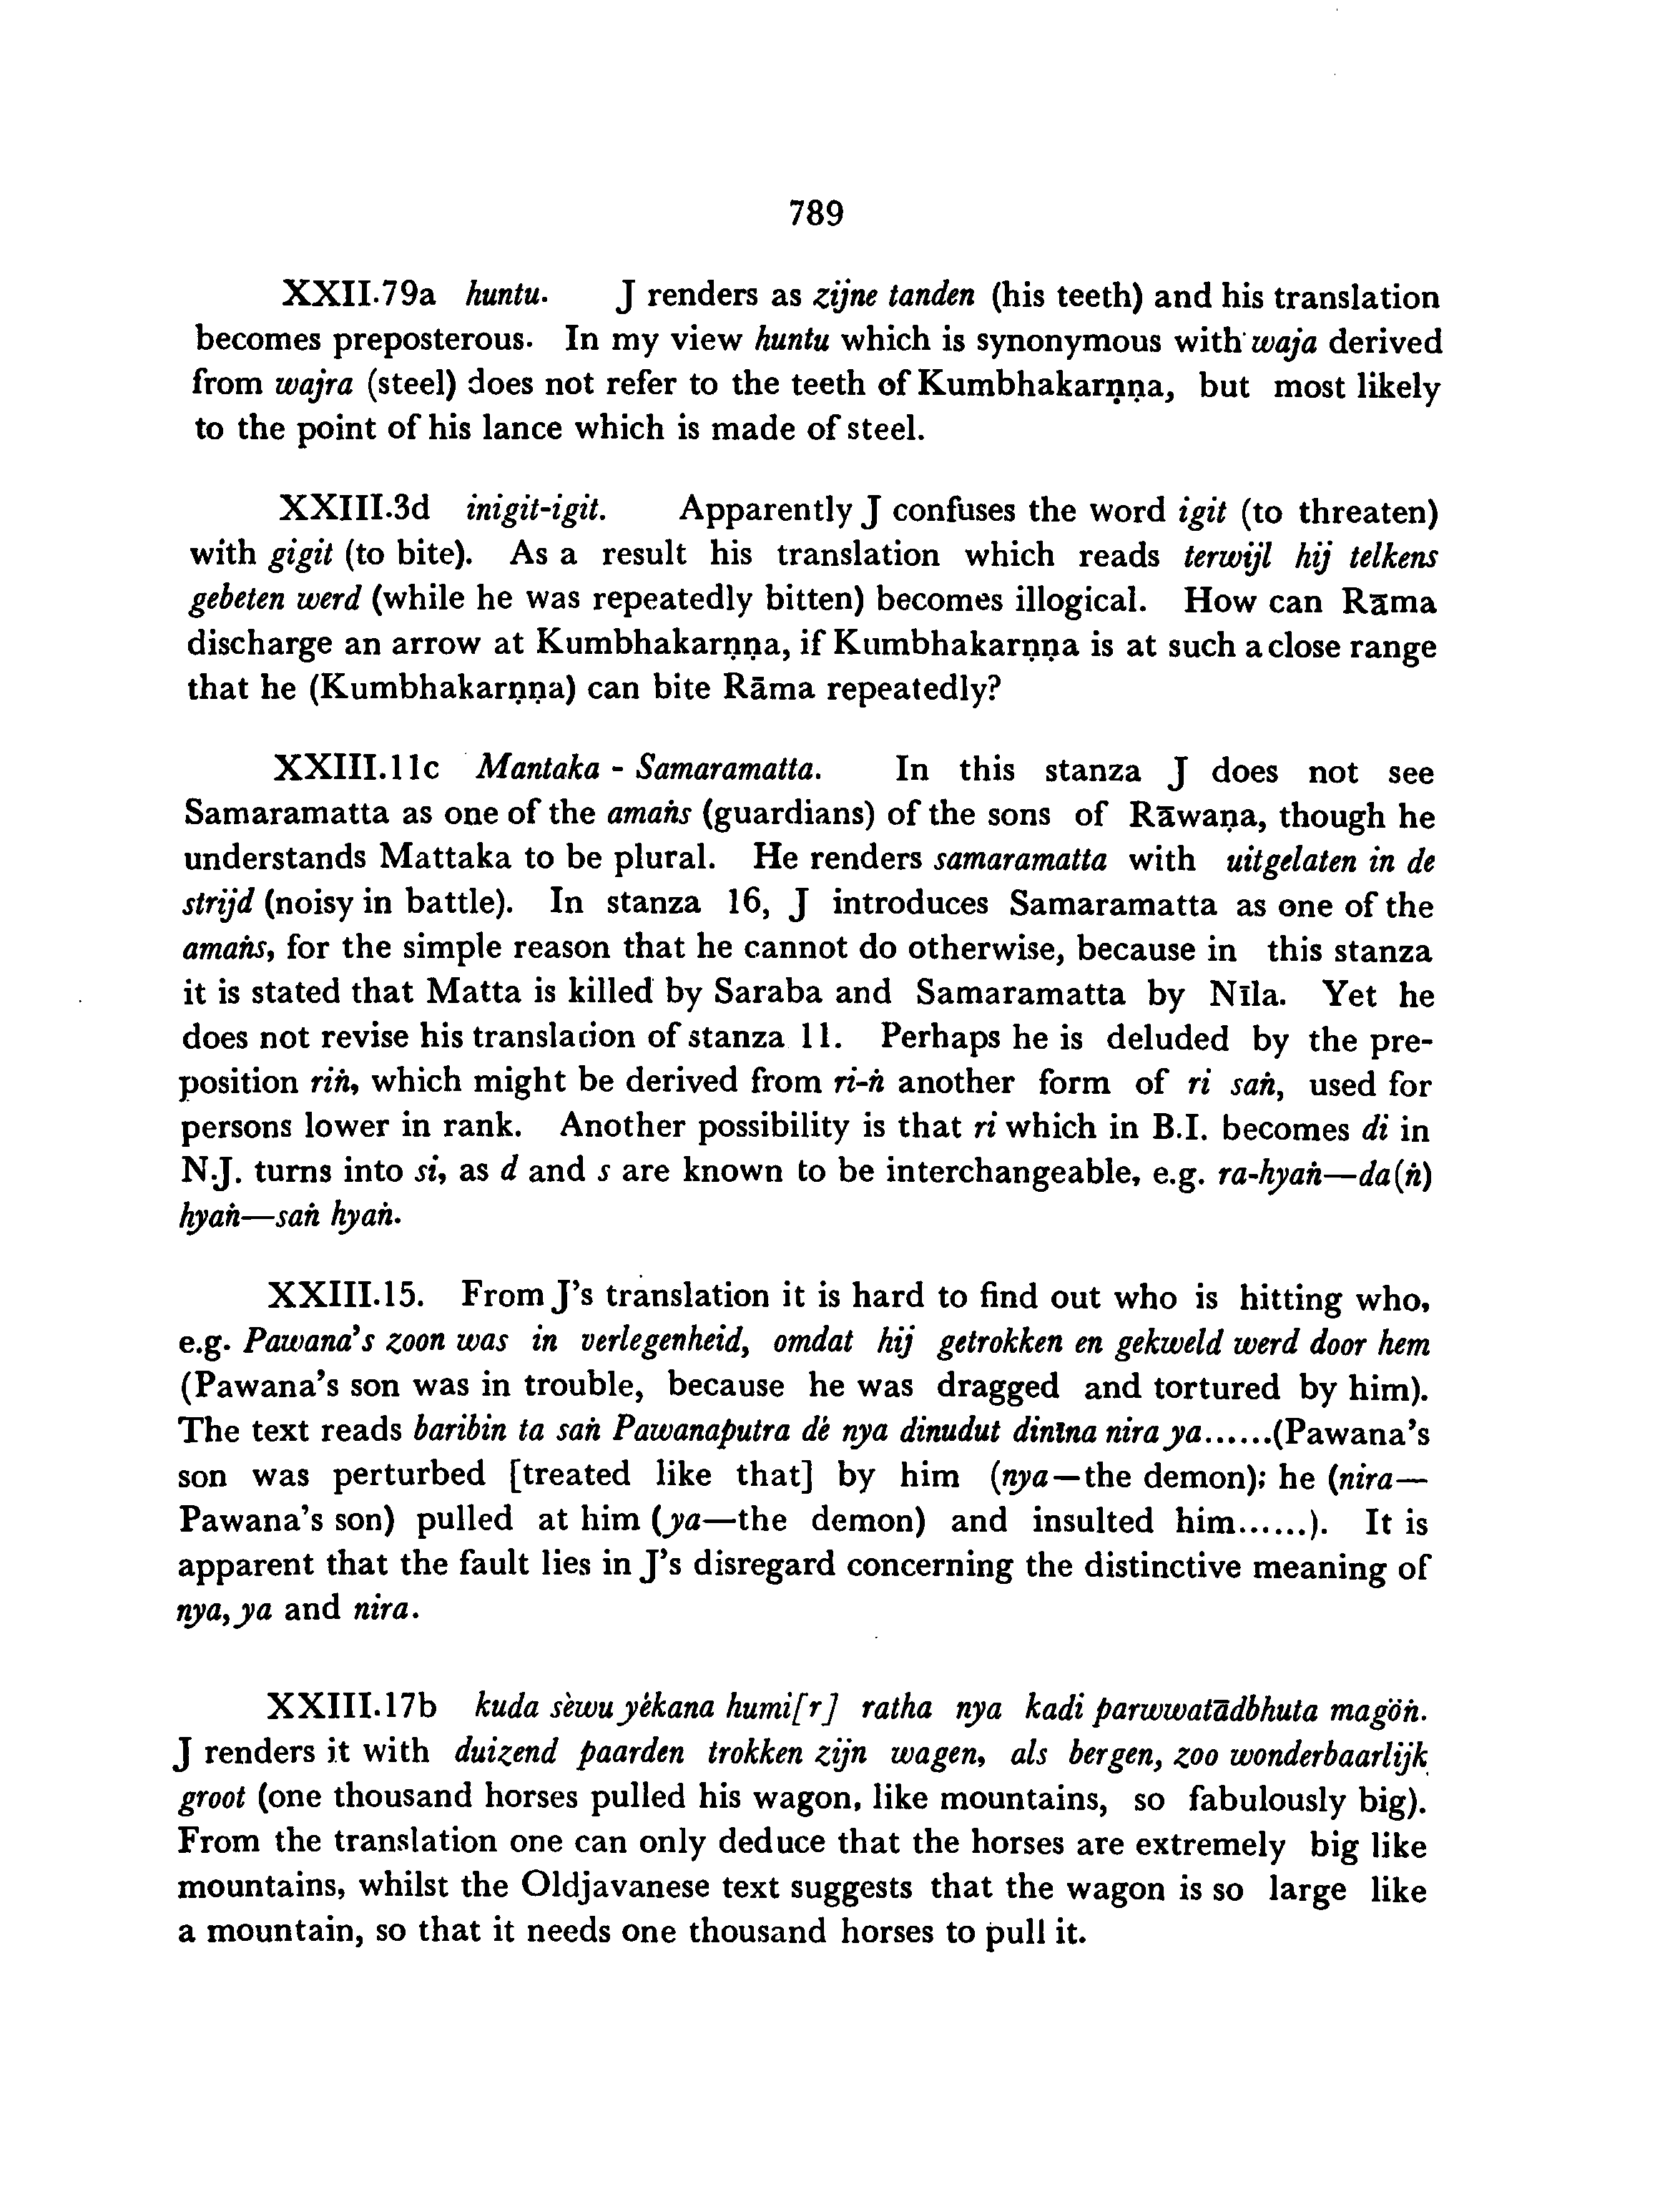 789
XXII.79a huntu. J renders as zijne tanden (his teeth) and his translation
becomes preposterous. In my view huntu which is synonymous with waja derived
from wajra (steel) does not refer to the teeth of Kumbhakarṇṇa, but most likely
to the point of his lance which is made of steel.
XXIII.3d inigit-igit. Apparently J confuses the word igit (to threaten)
with gigit (to bite). As a result his translation which reads terwijl hij telkens
gebeten werd (while he was repeatedly bitten) becomes illogical. How can Rāma
discharge an arrow at Kumbhakarṇṇa, if Kumbhakarṇṇa is at such a close range
that he (Kumbhakarṇṇa) can bite Rāma repeatedly?
XXIII.11c Mantaka - Samaramatta. In this stanza J does not see
Samaramatta as one of the amaṅs (guardians) of the sons of Rāwaṇa, though he
understands Mattaka to be plural. He renders samaramatta with uitgelaten in de
strijd (noisy in battle). In stanza 16, J introduces Samaramatta as one of the
amaṅs, for the simple reason that he cannot do otherwise, because in this stanza
it is stated that Matta is killed by Saraba and Samaramatta by Nīla. Yet he
does not revise his translation of stanza 11. Perhaps he is deluded by the pre-
position riṅ, which might be derived from ri-ṅ another form of ri saṅ, used for
persons lower in rank. Another possibility is that ri which in B.I. becomes di in
N.J. turns into si, as d and s are known to be interchangeable, e.g. ra-hyaṅ—da(ṅ)
hyaṅ—saṅ hyaṅ.
XXIII.15. From J's translation it is hard to find out who is hitting who,
e.g. Pawana's zoon was in verlegenheid, omdat hij getrokken en gekweld werd door hem
(Pawana's son was in trouble, because he was dragged and tortured by him).
The text reads baribin ta saṅ Pawanaputra dé nya dinudut dinīna nira ya......(Pawana's
son was perturbed [treated like that] by him (nya—the demon); he (nira—
Pawana's son) pulled at him (ya—the demon) and insulted him......). It is
apparent that the fault lies in J's disregard concerning the distinctive meaning of
nya, ya and nira.
XXIII.17b kuda sèwu yékana humi[r] ratha nya kadi parwwatādbhuta magöṅ.
J renders it with duizend paarden trokken zijn wagen, als bergen, zoo wonderbaarlijk
groot (one thousand horses pulled his wagon, like mountains, so fabulously big).
From the translation one can only deduce that the horses are extremely big like
mountains, whilst the Oldjavanese text suggests that the wagon is so large like
a mountain, so that it needs one thousand horses to pull it.